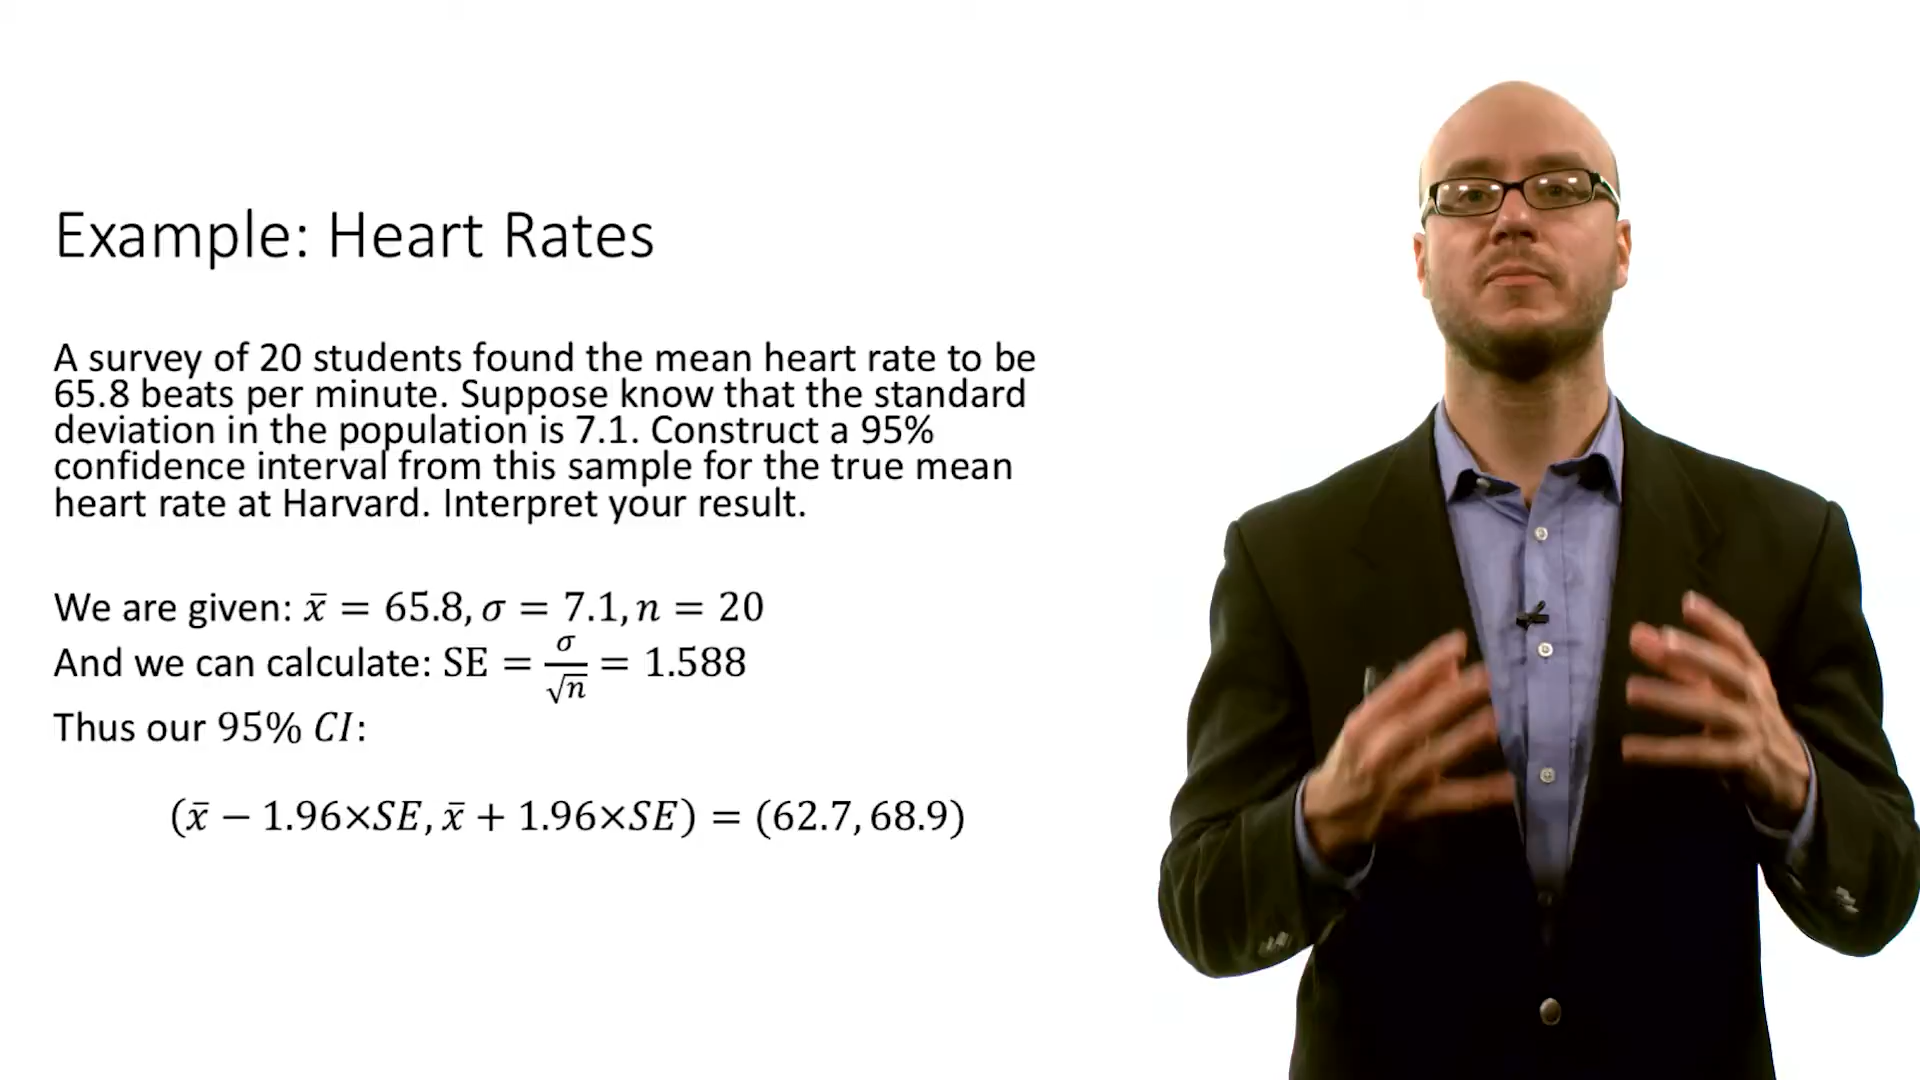 Example: Heart Rates
A survey of 20 students found the mean heart rate to be
65.8 beats per minute. Suppose know that the standard
deviation in the population is 7.1. Construct a 95%
confidence interval from this sample for the true mean
heart rate at Harvard. Interpret your result.
We are given: x̄ = 65.8, σ = 7.1, n = 20
And we can calculate: SE = σ/√n = 1.588
Thus our 95% CI:
(x̄ − 1.96×SE, x̄ + 1.96×SE) = (62.7, 68.9)